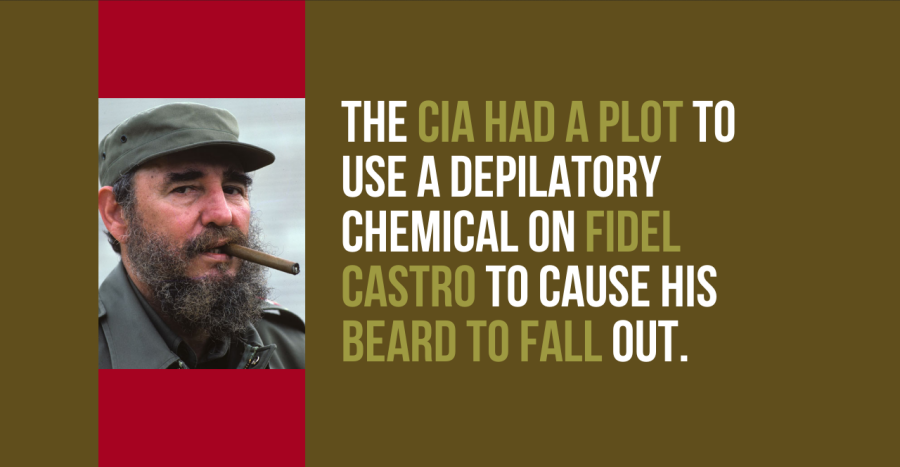 THE CIA HAD A PLOT TO
USE A DEPILATORY
CHEMICAL ON FIDEL
CASTRO TO CAUSE HIS
BEARD TO FALL OUT.